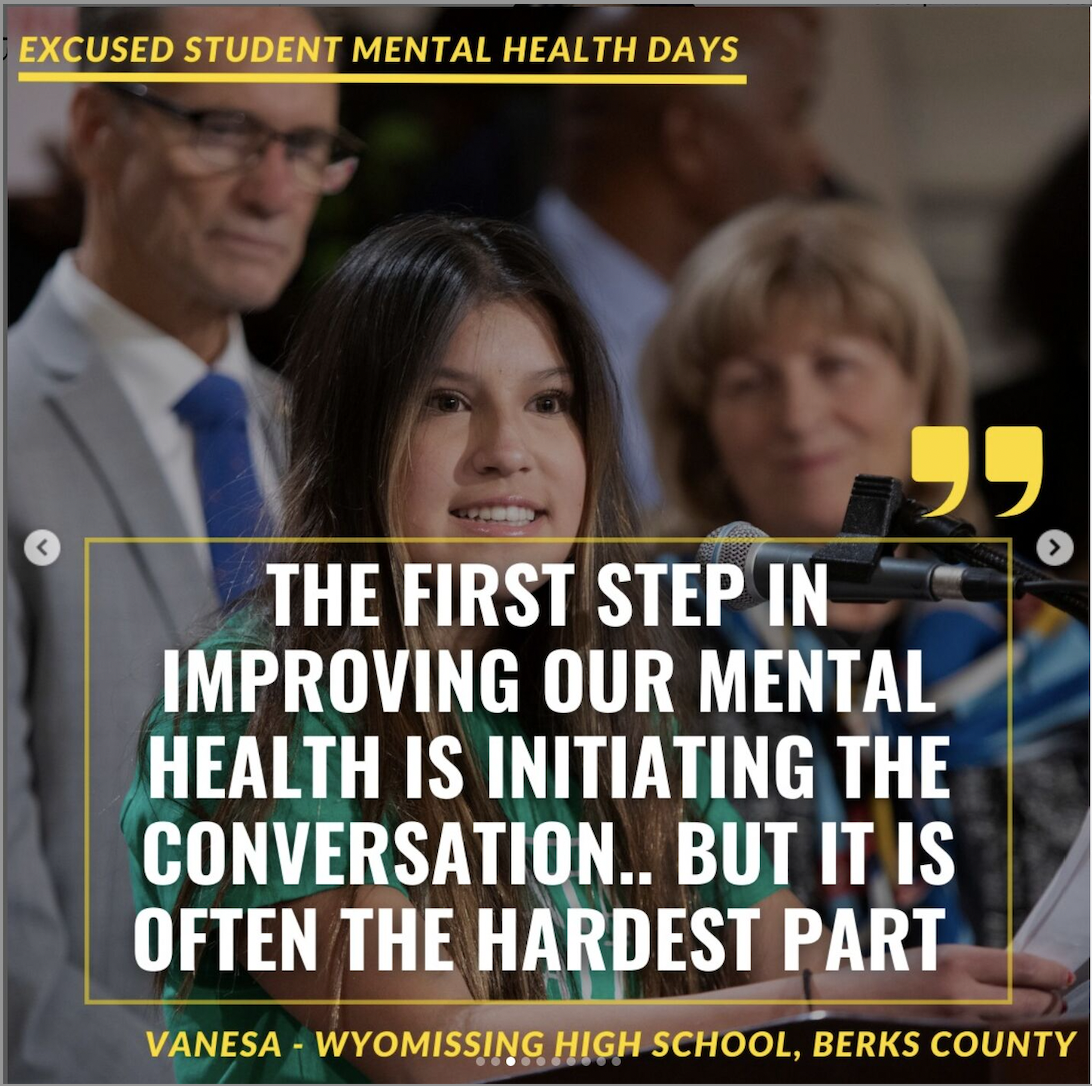 EXCUSED STUDENT MENTAL HEALTH DAYS
”
THE FIRST STEP IN
IMPROVING OUR MENTAL
HEALTH IS INITIATING THE
CONVERSATION.. BUT IT IS
OFTEN THE HARDEST PART
VANESA - WYOMISSING HIGH SCHOOL, BERKS COUNTY